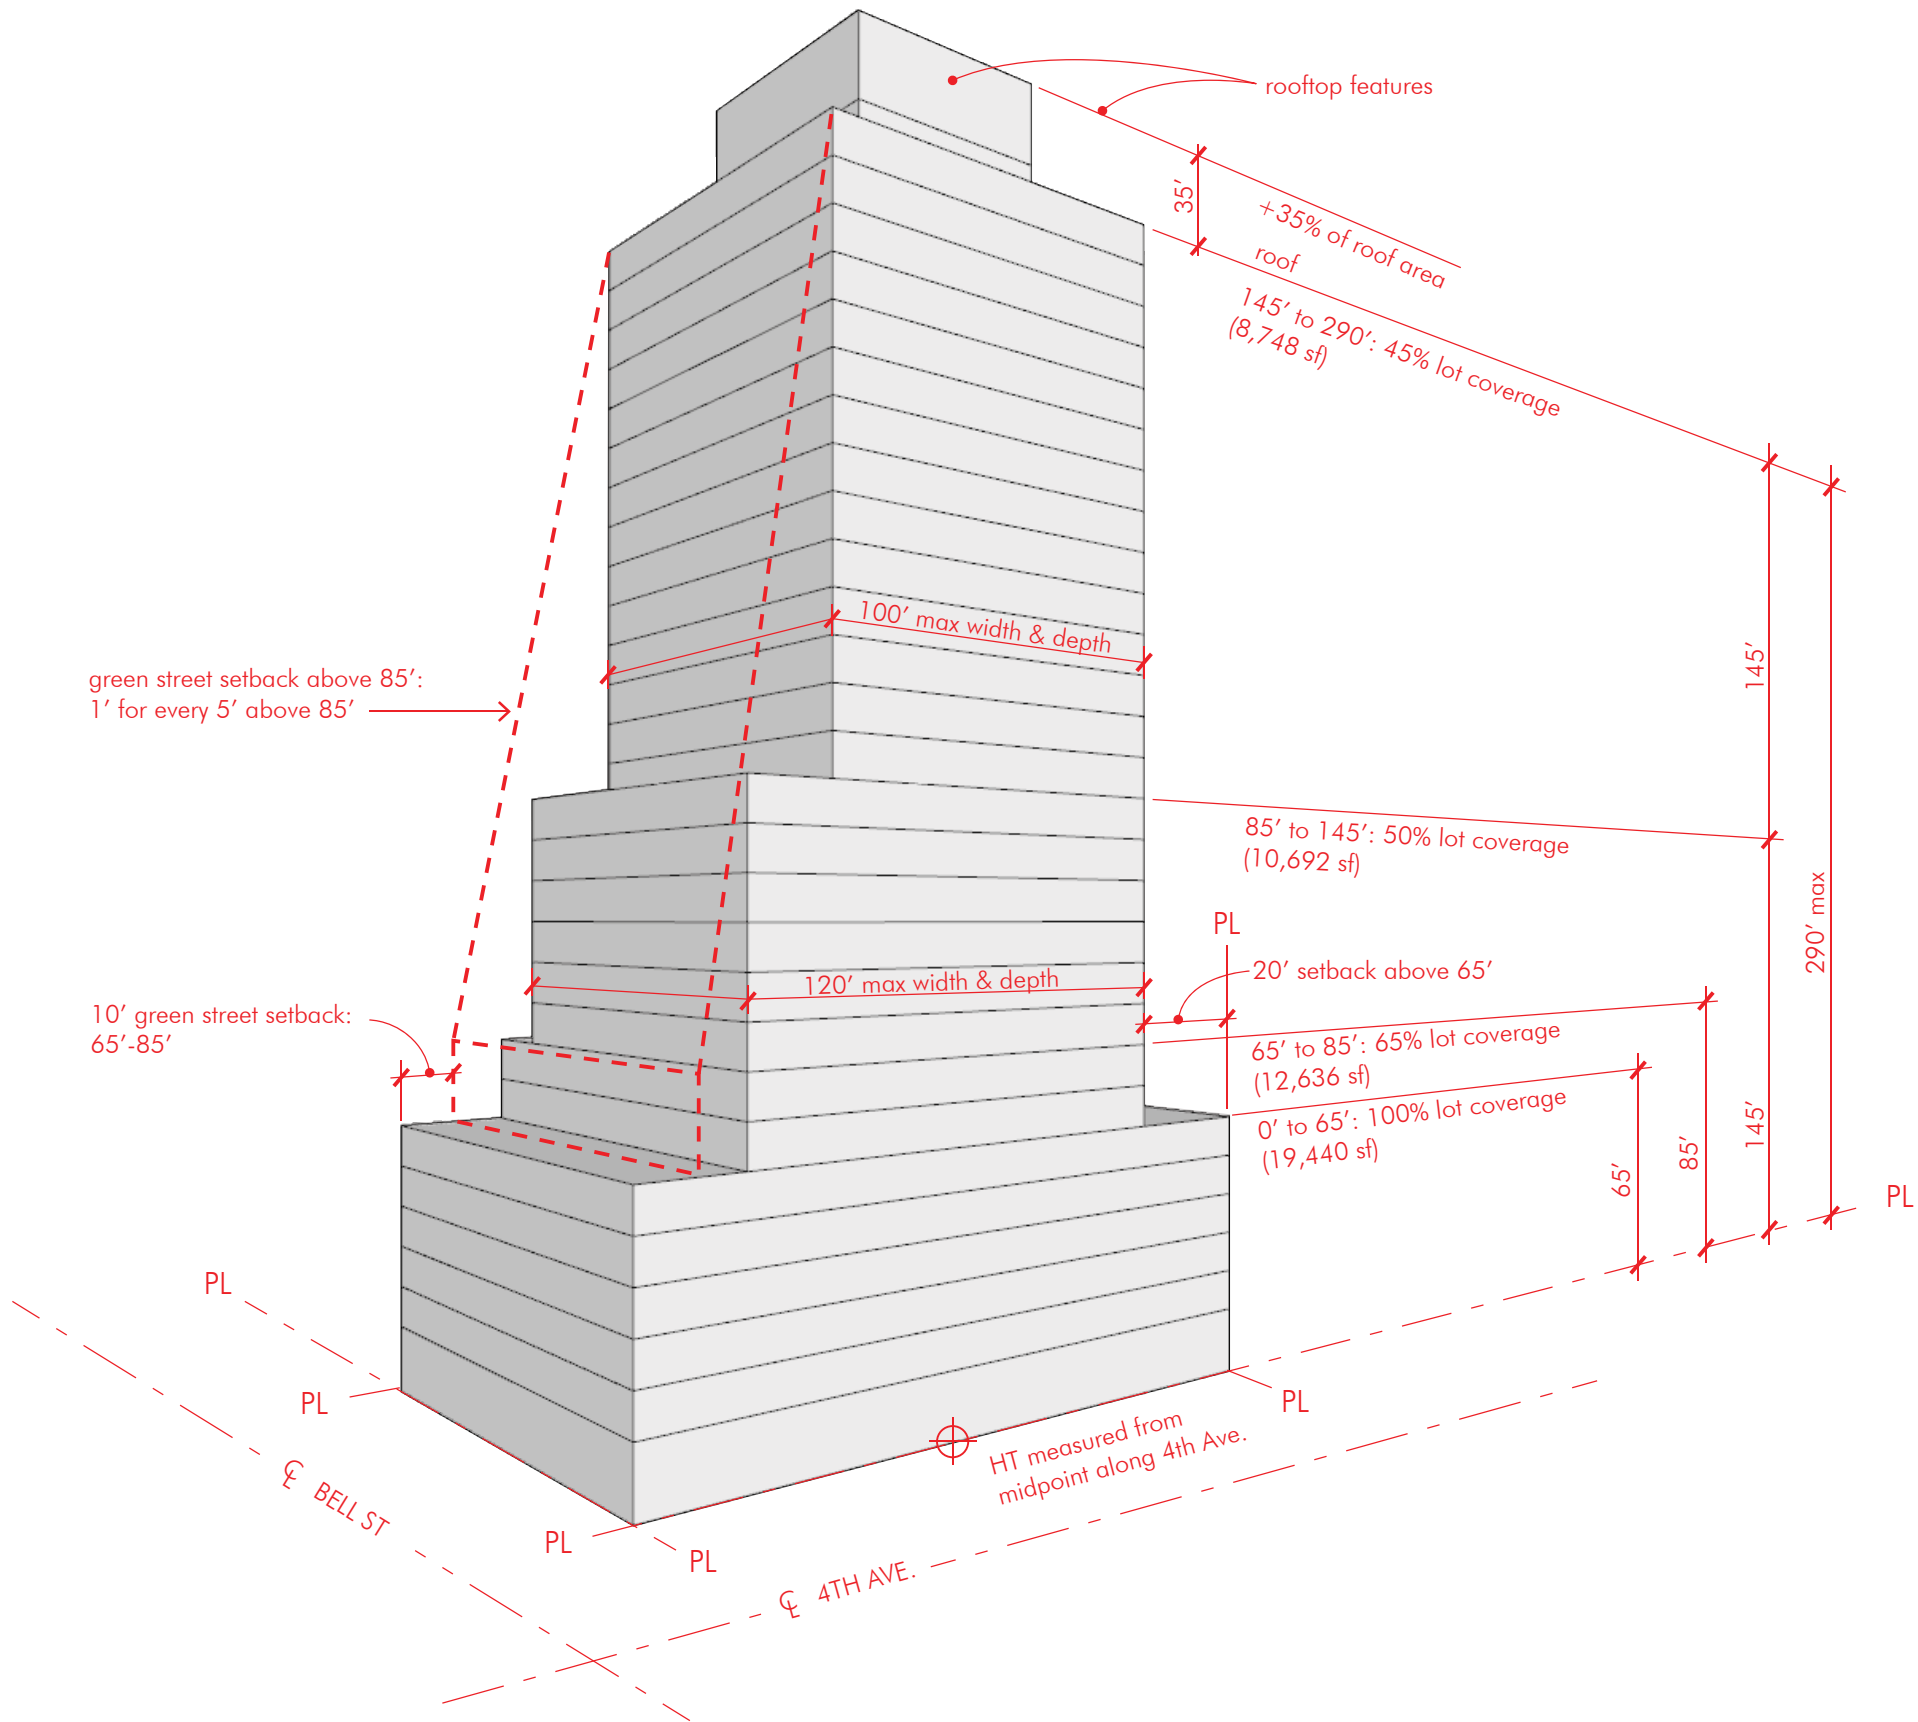 rooftop features
35′
+35% of roof area
roof
145′ to 290′: 45% lot coverage
(8,748 sf)
100′ max width & depth
green street setback above 85′:
1′ for every 5′ above 85′
145′
85′ to 145′: 50% lot coverage
(10,692 sf)
290′ max
PL
20′ setback above 65′
120′ max width & depth
10′ green street setback:
65′-85′
65′ to 85′: 65% lot coverage
(12,636 sf)
0′ to 65′: 100% lot coverage
(19,440 sf)
65′
85′
145′
PL
PL
PL
PL
HT measured from
midpoint along 4th Ave.
℄ BELL ST
PL
PL
℄ 4TH AVE.